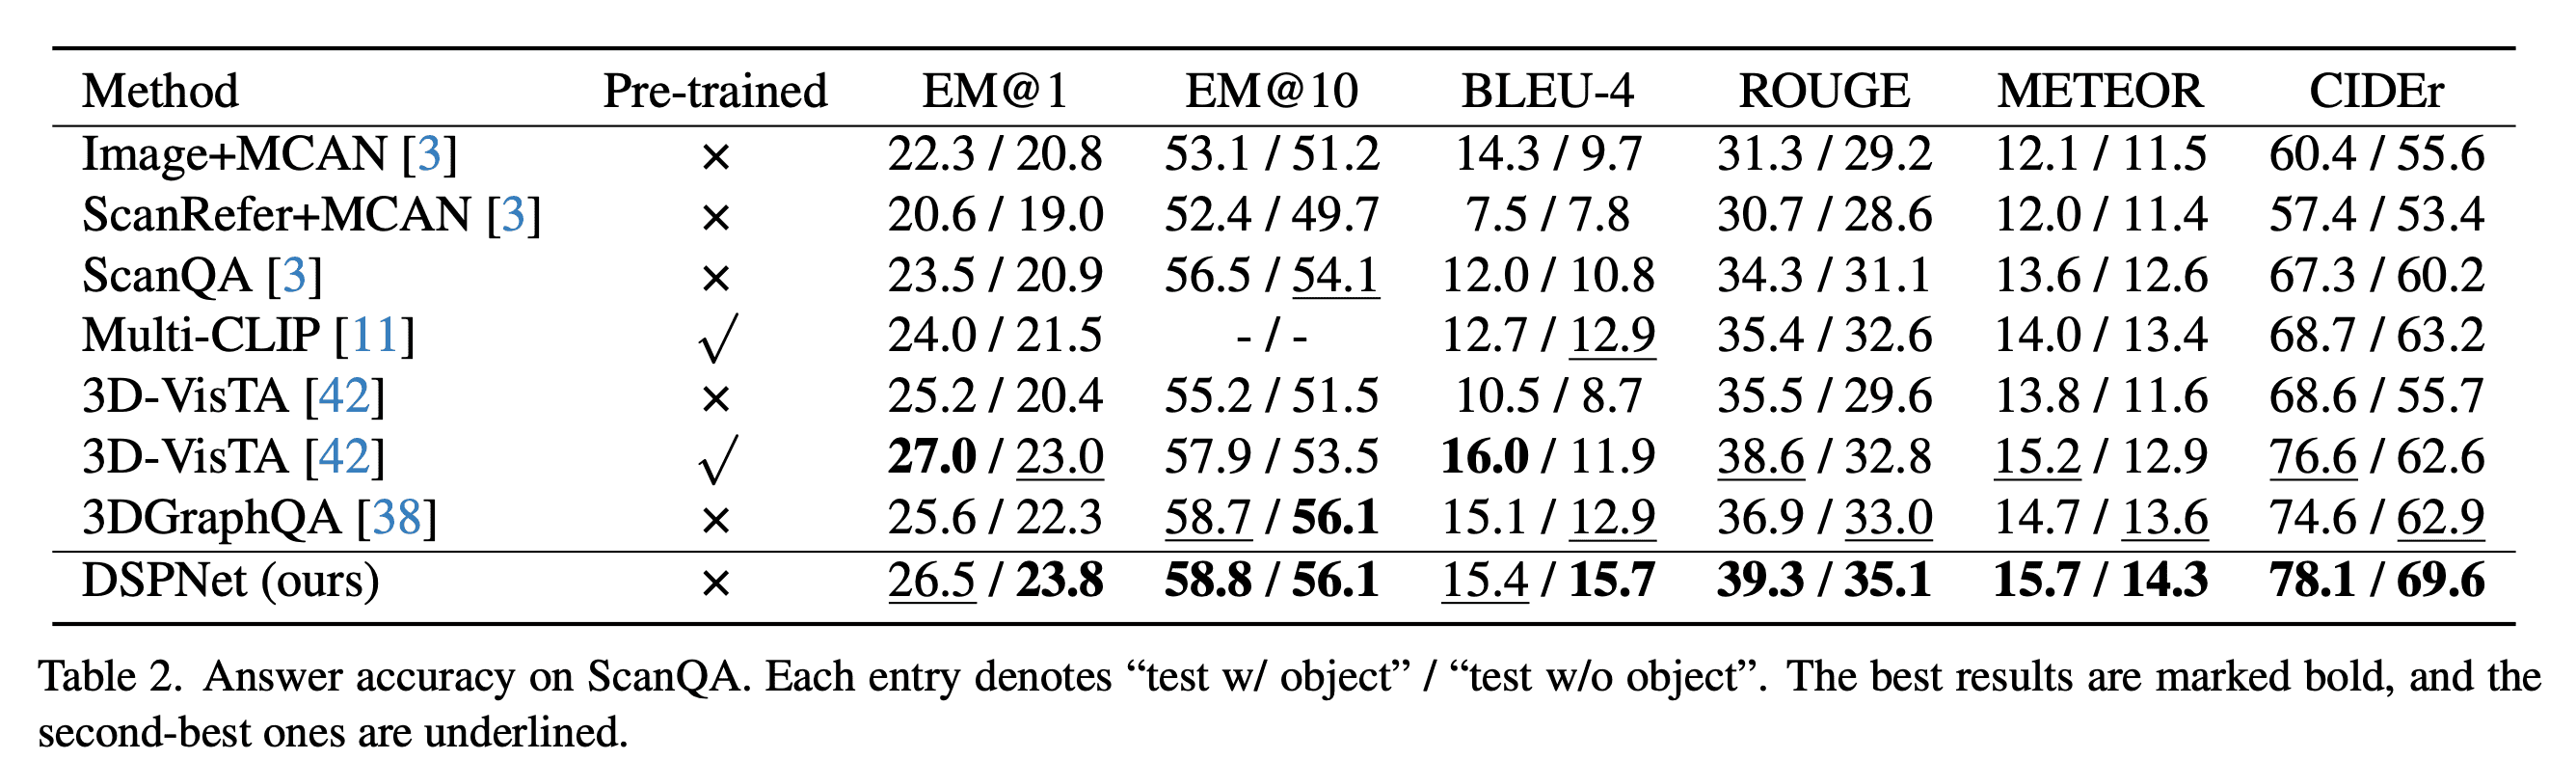 Method Pre-trained EM@1 EM@10 BLEU-4 ROUGE METEOR CIDEr
Image+MCAN [3] × 22.3 / 20.8 53.1 / 51.2 14.3 / 9.7 31.3 / 29.2 12.1 / 11.5 60.4 / 55.6
ScanRefer+MCAN [3] × 20.6 / 19.0 52.4 / 49.7 7.5 / 7.8 30.7 / 28.6 12.0 / 11.4 57.4 / 53.4
ScanQA [3] × 23.5 / 20.9 56.5 / 54.1 12.0 / 10.8 34.3 / 31.1 13.6 / 12.6 67.3 / 60.2
Multi-CLIP [11] √ 24.0 / 21.5 - / - 12.7 / 12.9 35.4 / 32.6 14.0 / 13.4 68.7 / 63.2
3D-VisTA [42] × 25.2 / 20.4 55.2 / 51.5 10.5 / 8.7 35.5 / 29.6 13.8 / 11.6 68.6 / 55.7
3D-VisTA [42] √ 27.0 / 23.0 57.9 / 53.5 16.0 / 11.9 38.6 / 32.8 15.2 / 12.9 76.6 / 62.6
3DGraphQA [38] × 25.6 / 22.3 58.7 / 56.1 15.1 / 12.9 36.9 / 33.0 14.7 / 13.6 74.6 / 62.9
DSPNet (ours) × 26.5 / 23.8 58.8 / 56.1 15.4 / 15.7 39.3 / 35.1 15.7 / 14.3 78.1 / 69.6
Table 2. Answer accuracy on ScanQA. Each entry denotes “test w/ object” / “test w/o object”. The best results are marked bold, and the
second-best ones are underlined.